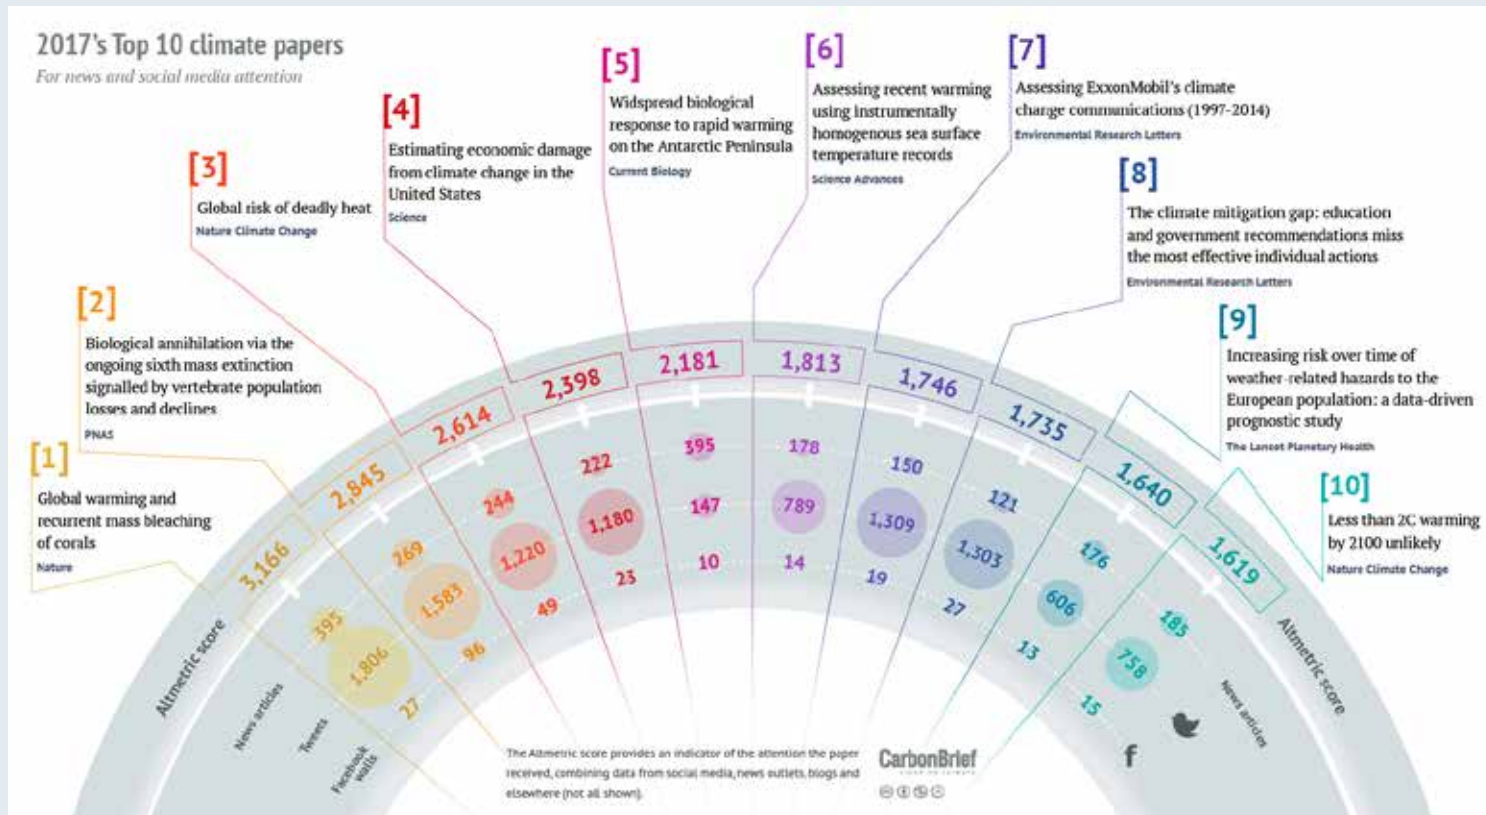 2017's Top 10 climate papers
For news and social media attention
[1]
Global warming and
recurrent mass bleaching
of corals
Nature
[2]
Biological annihilation via the
ongoing sixth mass extinction
signalled by vertebrate population
losses and declines
PNAS
[3]
Global risk of deadly heat
Nature Climate Change
[4]
Estimating economic damage
from climate change in the
United States
Science
[5]
Widspread biological
response to rapid warming
on the Antarctic Peninsula
Current Biology
[6]
Assessing recent warming
using instrumentally
homogenous sea surface
temperature records
Science Advances
[7]
Assessing ExxonMobil's climate
change communications (1997-2014)
Environmental Research Letters
[8]
The climate mitigation gap: education
and government recommendations miss
the most effective individual actions
Environmental Research Letters
[9]
Increasing risk over time of
weather-related hazards to the
European population: a data-driven
prognostic study
The Lancet Planetary Health
[10]
Less than 2C warming
by 2100 unlikely
Nature Climate Change
Altmetric score
3,166
2,845
2,614
2,398
2,181
1,813
1,746
1,735
1,640
1,619
Altmetric score
News articles
395
269
244
222
395
178
150
121
176
185
News articles
Tweets
1,806
1,583
1,220
1,180
147
789
1,309
1,303
606
758
Facebook
walls
27
96
49
23
10
14
19
27
13
15
f
The Altmetric score provides an indicator of the attention the paper
received, combining data from social media, news outlets, blogs and
elsewhere (not all shown).
CarbonBrief